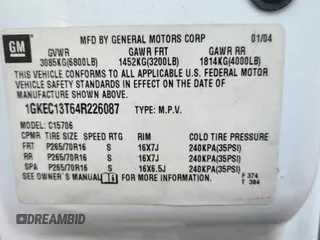 GM
MFD BY GENERAL MOTORS CORP 01/04
GVWR GAWR FRT GAWR RR
3085KG(6800LB) 1452KG(3200LB) 1814KG(4000LB)
THIS VEHICLE CONFORMS TO ALL APPLICABLE U.S. FEDERAL MOTOR
VEHICLE SAFETY, BUMPER, AND THEFT PREVENTION STANDARDS IN
EFFECT ON THE DATE OF MANUFACTURE SHOWN ABOVE.
1GKEC13T64R226087 TYPE: M.P.V.
MODEL: C15706
CPMR TIRE SIZE SPEED RTG RIM COLD TIRE PRESSURE
FRT P265/70R16 S 16X7J 240KPA(35PSI)
RR P265/70R16 S 16X7J 240KPA(35PSI)
SPA P265/70R16 S 16X6.5J 240KPA(35PSI)
SEE OWNER'S MANUAL FOR MORE INFORMATION. F 374
T 384
DREAMBID